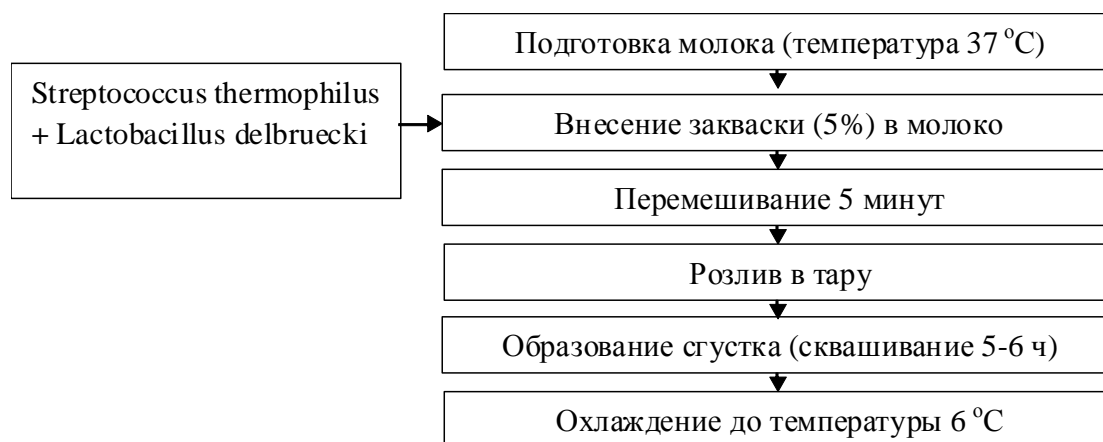 Подготовка молока (температура 37 °С)
Streptococcus thermophilus
+ Lactobacillus delbruecki
Внесение закваски (5%) в молоко
Перемешивание 5 минут
Розлив в тару
Образование сгустка (сквашивание 5-6 ч)
Охлаждение до температуры 6 °С